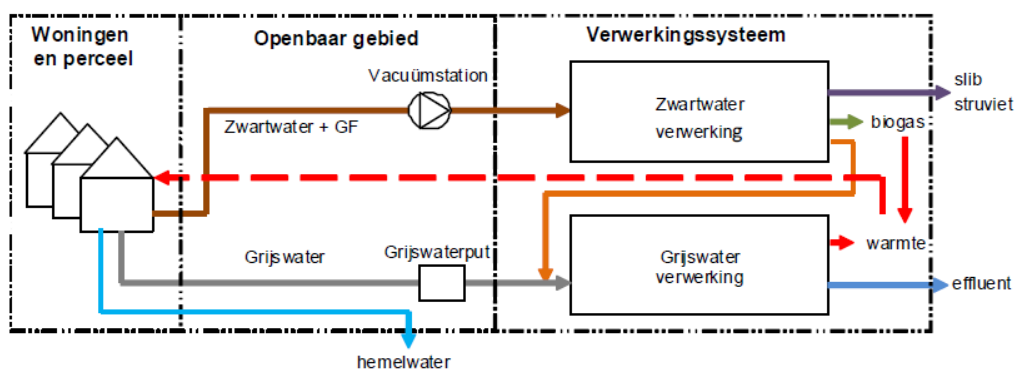 Woningen
en perceel
Openbaar gebied
Verwerkingssysteem
Vacuümstation
Zwartwater + GF
Zwartwater
verwerking
slib
struviet
biogas
Grijswater
Grijswaterput
Grijswater
verwerking
warmte
effluent
hemelwater